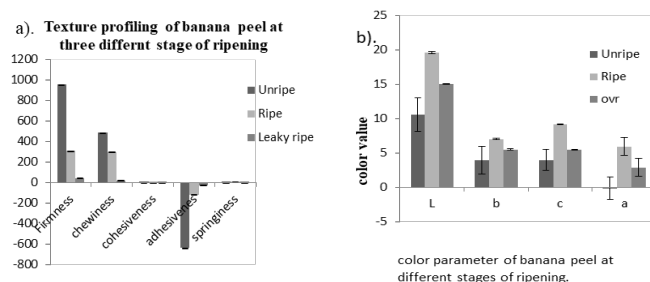 a). Texture profiling of banana peel at
three differnt stage of ripening
1200
1000
800
600
400
200
0
-200
-400
-600
-800
Firmness
chewiness
cohesiveness
adhesivenes
springiness
Unripe
Ripe
Leaky ripe
b).
color value
25
20
15
10
5
0
-5
L
b
c
a
Unripe
Ripe
ovr
color parameter of banana peel at
different stages of ripening.